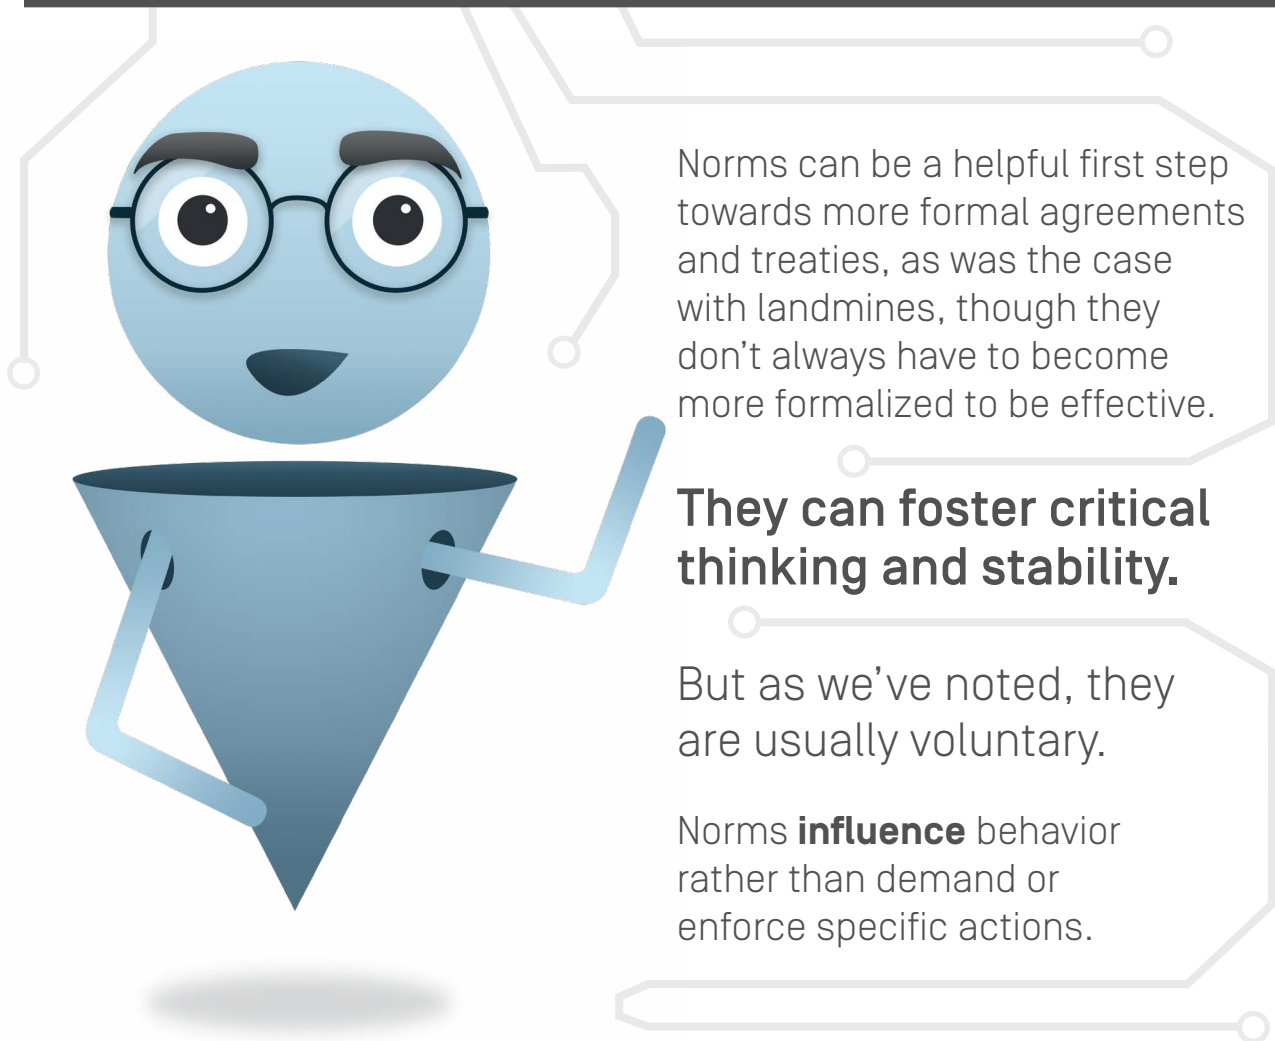 Norms can be a helpful first step
towards more formal agreements
and treaties, as was the case
with landmines, though they
don't always have to become
more formalized to be effective.
They can foster critical
thinking and stability.
But as we've noted, they
are usually voluntary.
Norms influence behavior
rather than demand or
enforce specific actions.